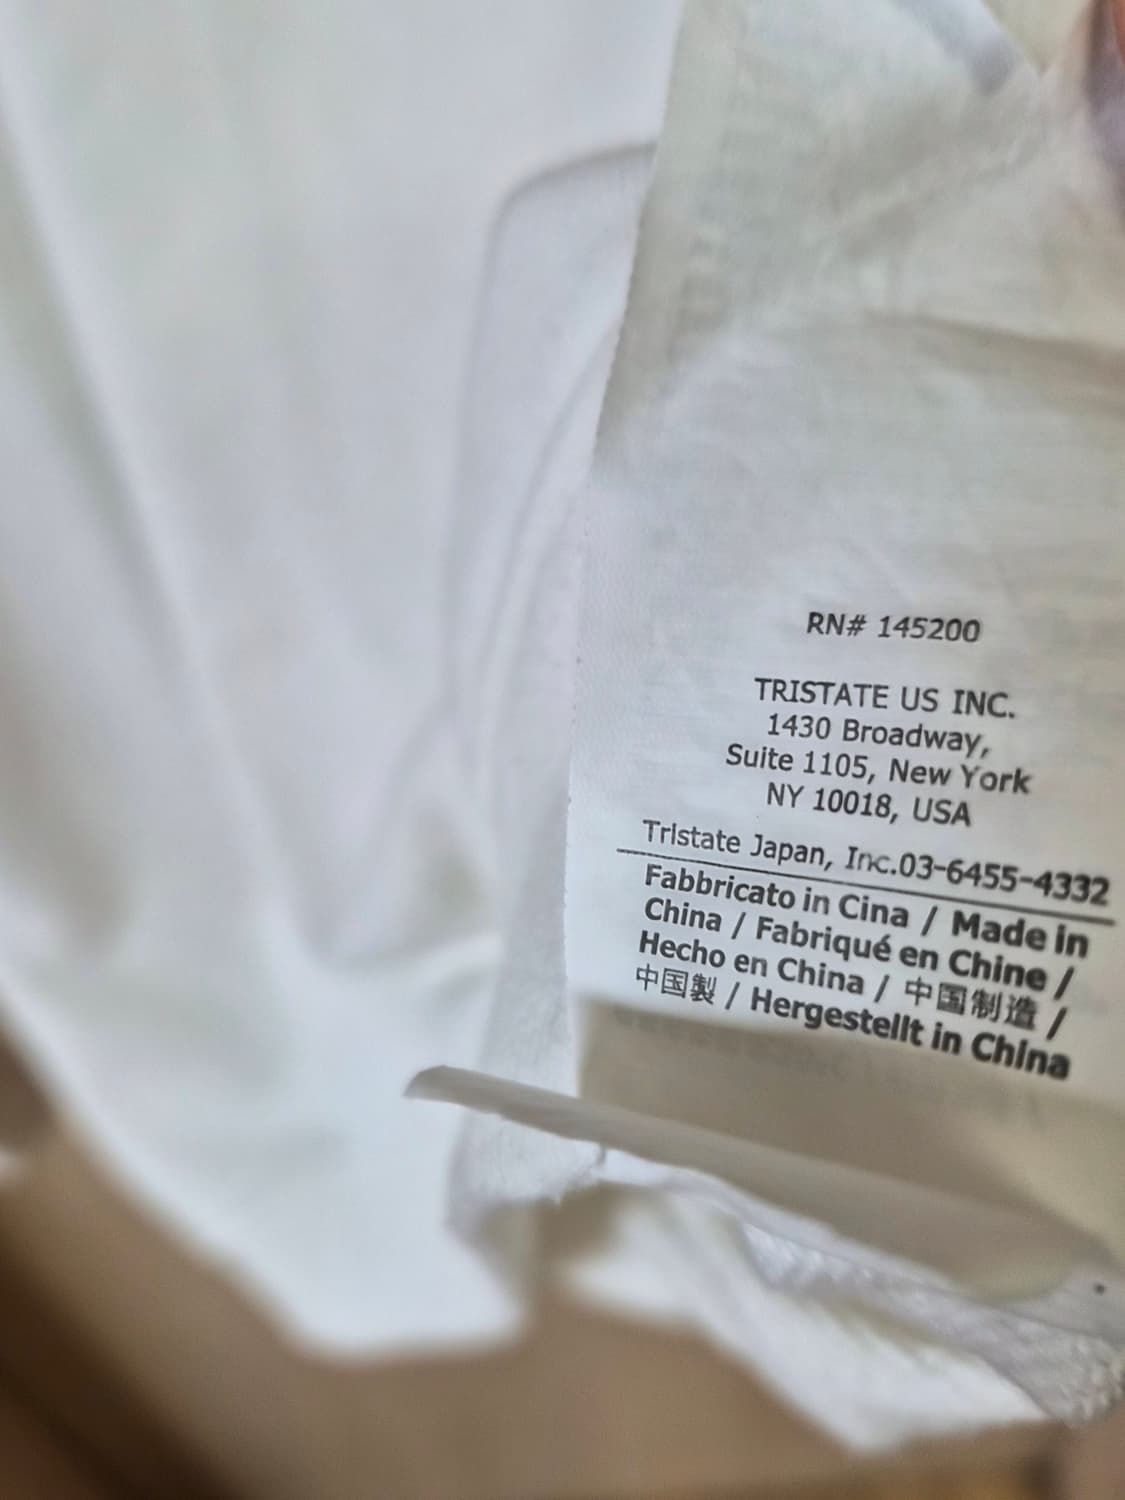 RN# 145200
TRISTATE US INC.
1430 Broadway,
Suite 1105, New York
NY 10018, USA
Tristate Japan, Inc.03-6455-4332
Fabbricato in Cina / Made in
China / Fabriqué en Chine /
Hecho en China / 中国制造 /
中国製 / Hergestellt in China